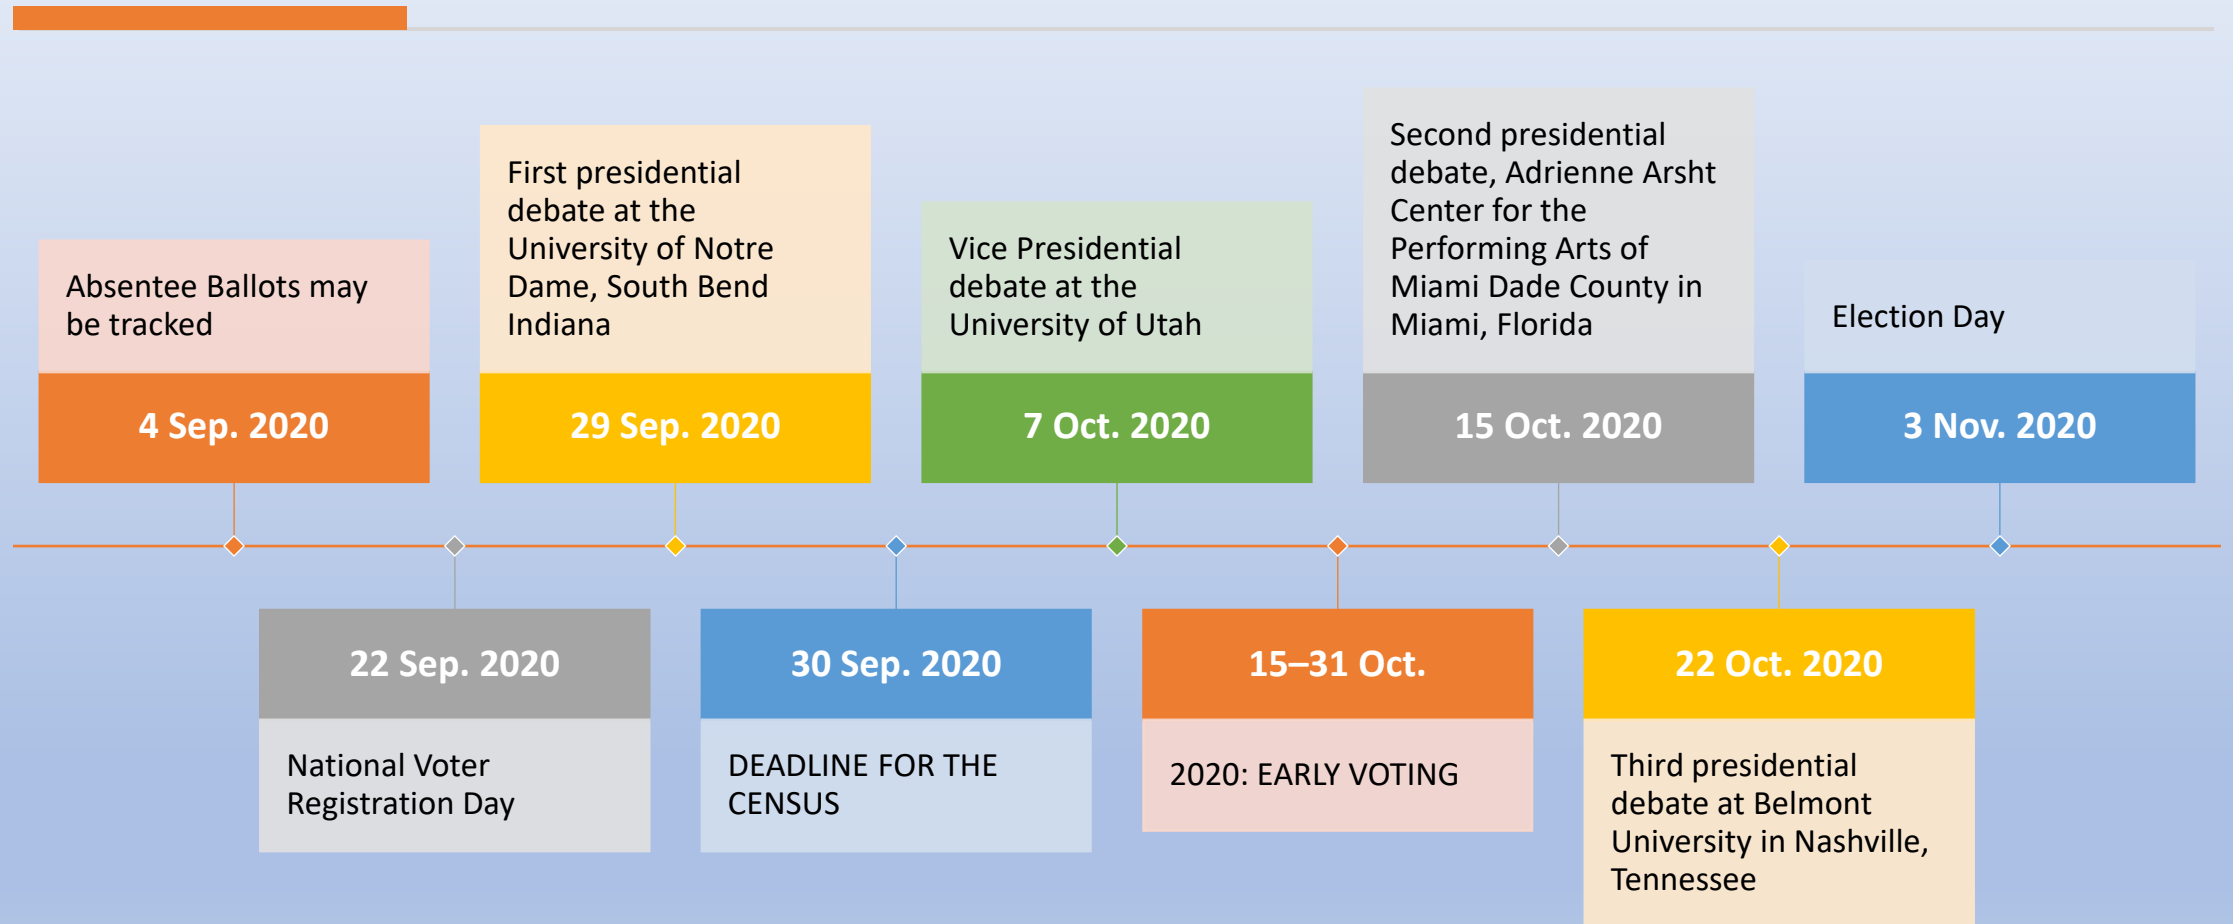 Absentee Ballots may
be tracked
4 Sep. 2020
22 Sep. 2020
National Voter
Registration Day
First presidential
debate at the
University of Notre
Dame, South Bend
Indiana
29 Sep. 2020
30 Sep. 2020
DEADLINE FOR THE
CENSUS
Vice Presidential
debate at the
University of Utah
7 Oct. 2020
15–31 Oct.
2020: EARLY VOTING
Second presidential
debate, Adrienne Arsht
Center for the
Performing Arts of
Miami Dade County in
Miami, Florida
15 Oct. 2020
22 Oct. 2020
Third presidential
debate at Belmont
University in Nashville,
Tennessee
Election Day
3 Nov. 2020